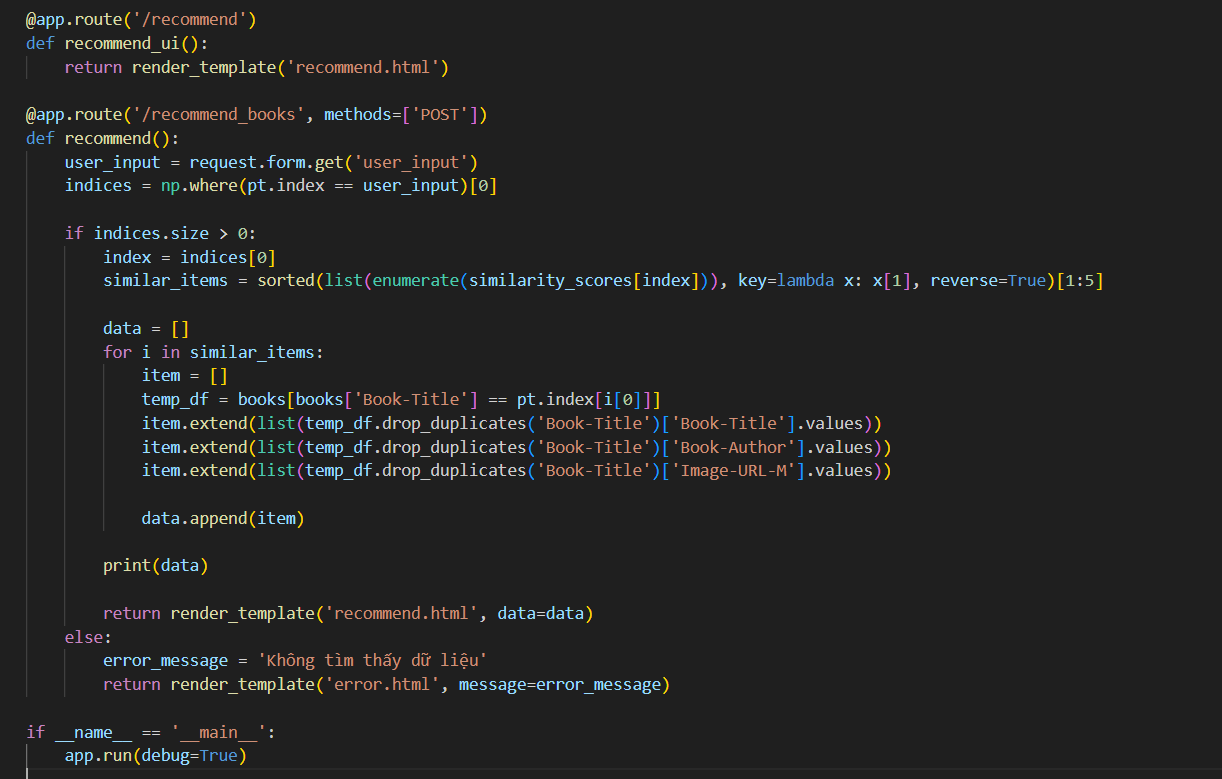 @app.route('/recommend')
def recommend_ui():
    return render_template('recommend.html')

@app.route('/recommend_books', methods=['POST'])
def recommend():
    user_input = request.form.get('user_input')
    indices = np.where(pt.index == user_input)[0]

    if indices.size > 0:
        index = indices[0]
        similar_items = sorted(list(enumerate(similarity_scores[index])), key=lambda x: x[1], reverse=True)[1:5]

        data = []
        for i in similar_items:
            item = []
            temp_df = books[books['Book-Title'] == pt.index[i[0]]]
            item.extend(list(temp_df.drop_duplicates('Book-Title')['Book-Title'].values))
            item.extend(list(temp_df.drop_duplicates('Book-Title')['Book-Author'].values))
            item.extend(list(temp_df.drop_duplicates('Book-Title')['Image-URL-M'].values))

            data.append(item)

        print(data)

        return render_template('recommend.html', data=data)
    else:
        error_message = 'Không tìm thấy dữ liệu'
        return render_template('error.html', message=error_message)

if __name__ == '__main__':
    app.run(debug=True)